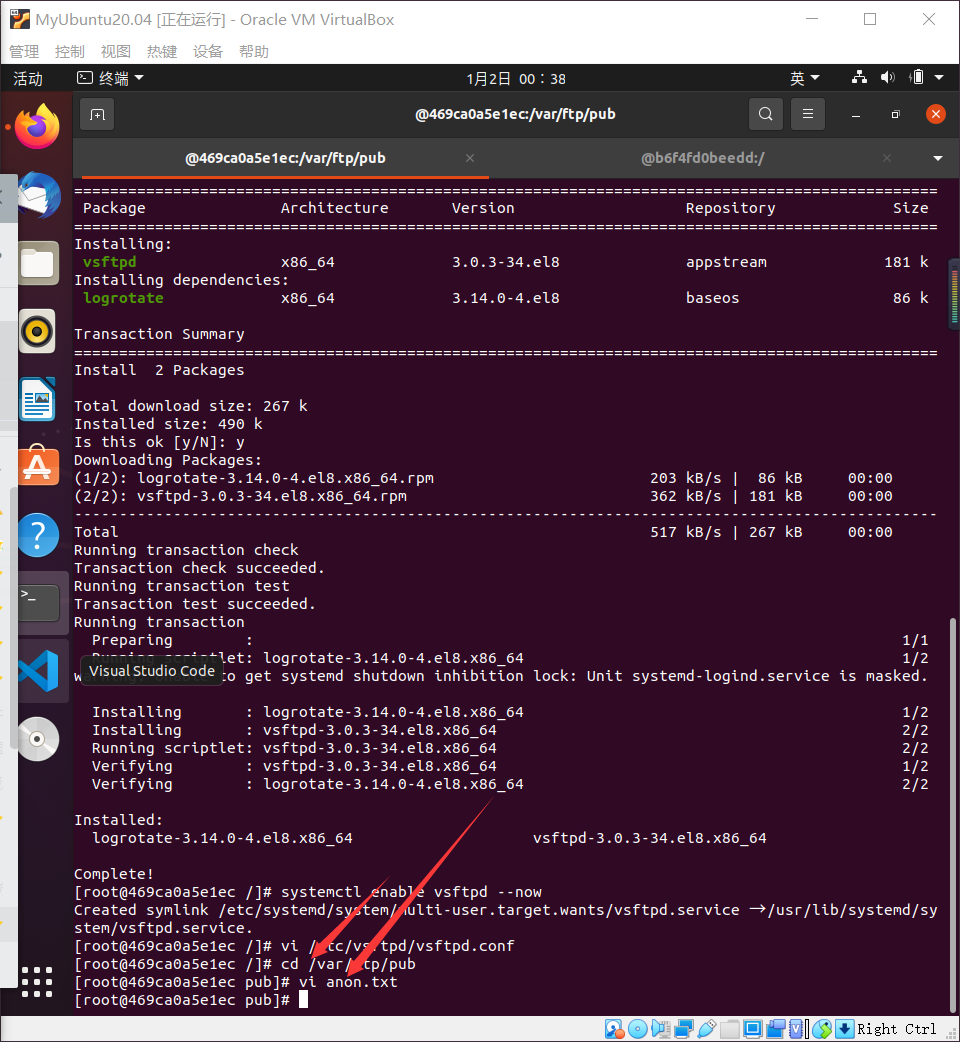 MyUbuntu20.04 [正在运行] - Oracle VM VirtualBox
管理 控制 视图 热键 设备 帮助
活动 终端 1月2日 00：38 英
@469ca0a5e1ec:/var/ftp/pub
@469ca0a5e1ec:/var/ftp/pub @b6f4fd0beedd:/
================================================================================================
Package Architecture Version Repository Size
================================================================================================
Installing:
vsftpd x86_64 3.0.3-34.el8 appstream 181 k
Installing dependencies:
logrotate x86_64 3.14.0-4.el8 baseos 86 k
Transaction Summary
================================================================================================
Install 2 Packages
Total download size: 267 k
Installed size: 490 k
Is this ok [y/N]: y
Downloading Packages:
(1/2): logrotate-3.14.0-4.el8.x86_64.rpm 203 kB/s | 86 kB 00:00
(2/2): vsftpd-3.0.3-34.el8.x86_64.rpm 362 kB/s | 181 kB 00:00
------------------------------------------------------------------------------------------------
Total 517 kB/s | 267 kB 00:00
Running transaction check
Transaction check succeeded.
Running transaction test
Transaction test succeeded.
Running transaction
Preparing : 1/1
Running scriptlet: logrotate-3.14.0-4.el8.x86_64 1/2
Visual Studio Code
to get systemd shutdown inhibition lock: Unit systemd-logind.service is masked.
Installing : logrotate-3.14.0-4.el8.x86_64 1/2
Installing : vsftpd-3.0.3-34.el8.x86_64 2/2
Running scriptlet: vsftpd-3.0.3-34.el8.x86_64 2/2
Verifying : vsftpd-3.0.3-34.el8.x86_64 1/2
Verifying : logrotate-3.14.0-4.el8.x86_64 2/2
Installed:
logrotate-3.14.0-4.el8.x86_64 vsftpd-3.0.3-34.el8.x86_64
Complete!
[root@469ca0a5e1ec /]# systemctl enable vsftpd --now
Created symlink /etc/systemd/system/multi-user.target.wants/vsftpd.service →/usr/lib/systemd/sy
stem/vsftpd.service.
[root@469ca0a5e1ec /]# vi /etc/vsftpd/vsftpd.conf
[root@469ca0a5e1ec /]# cd /var/ftp/pub
[root@469ca0a5e1ec pub]# vi anon.txt
[root@469ca0a5e1ec pub]#
Right Ctrl